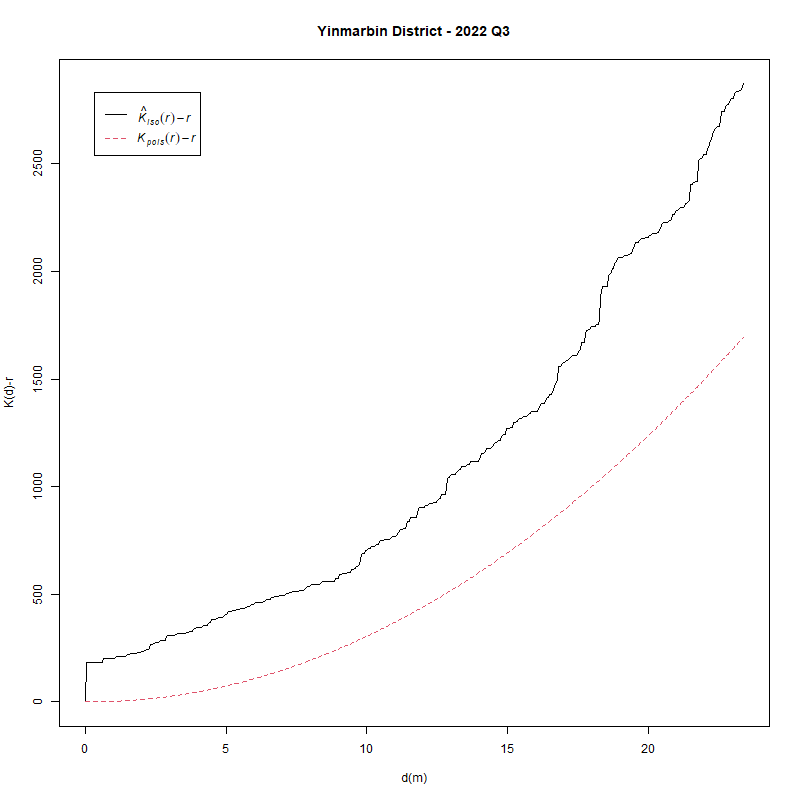 Yinmarbin District - 2022 Q3
K̂iso(r) − r
Kpois(r) − r
K(d)-r
2500
2000
1500
1000
500
0
0 5 10 15 20
d(m)